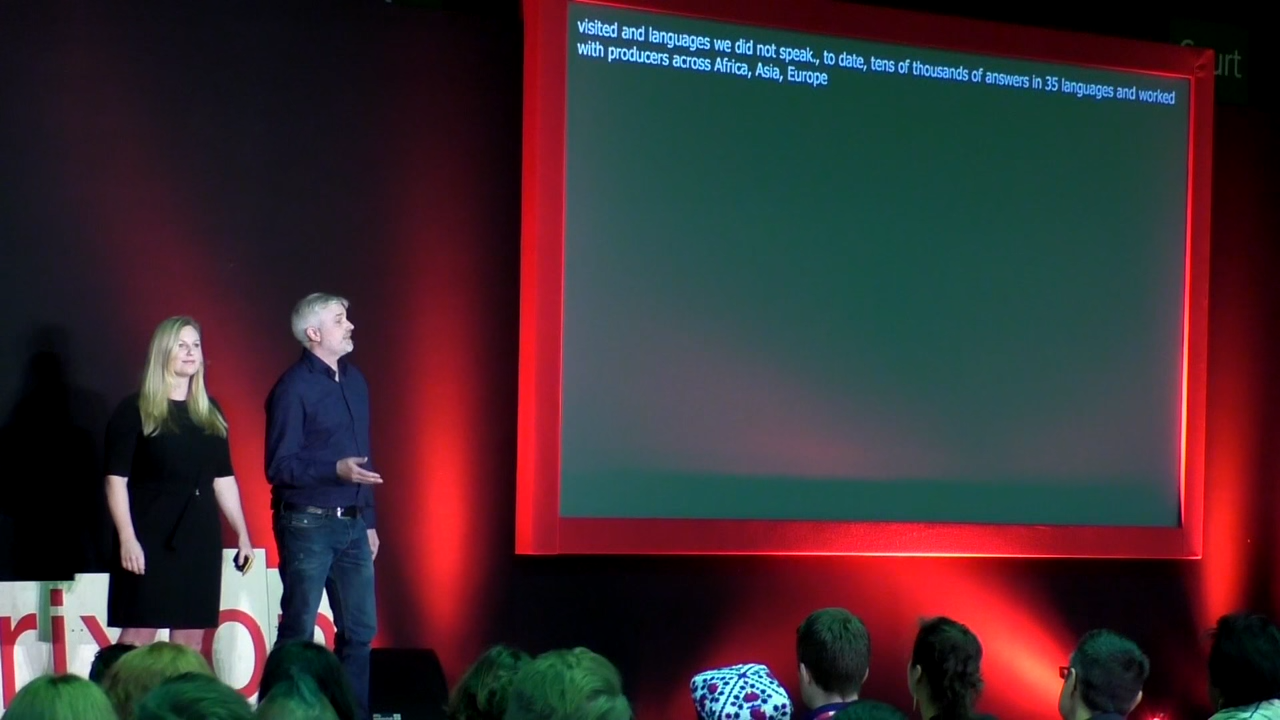 visited and languages we did not speak., to date, tens of thousands of answers in 35 languages and worked
with producers across Africa, Asia, Europe